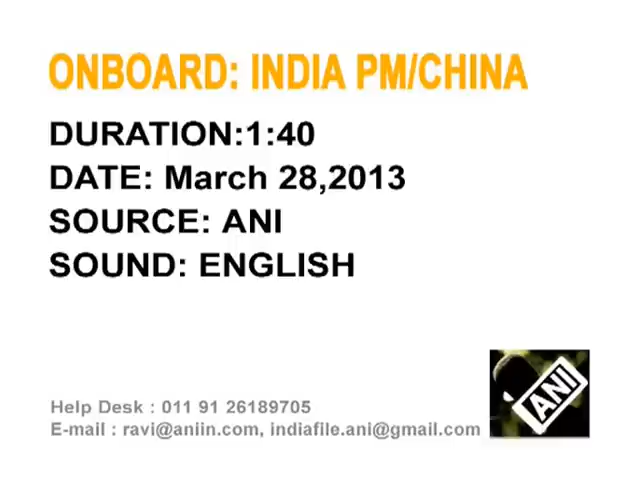 ONBOARD: INDIA PM/CHINA
DURATION:1:40
DATE: March 28,2013
SOURCE: ANI
SOUND: ENGLISH
ANI
Help Desk : 011 91 26189705
E-mail : ravi@aniin.com, indiafile.ani@gmail.com